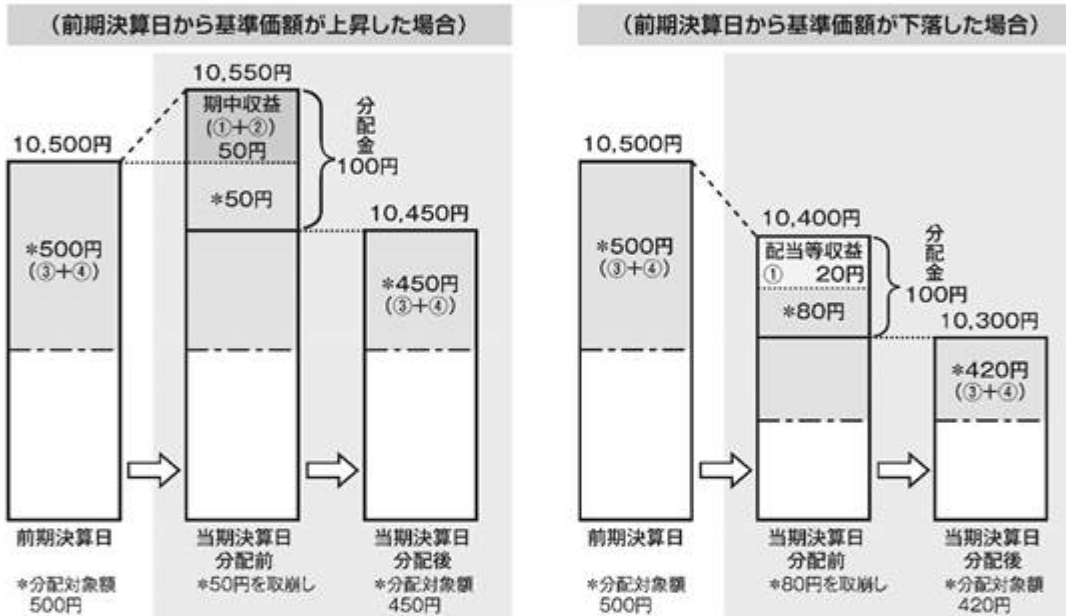 (前期決算日から基準価額が上昇した場合)
10,550円
期中収益
(①+②)
50円
*50円
分配金
100円
10,500円
*500円
(③+④)
10,450円
*450円
(③+④)
前期決算日
当期決算日
分配前
当期決算日
分配後
*分配対象額
500円
*50円を取崩し
*分配対象額
450円
(前期決算日から基準価額が下落した場合)
10,500円
*500円
(③+④)
10,400円
配当等収益
① 20円
*80円
分配金
100円
10,300円
*420円
(③+④)
前期決算日
当期決算日
分配前
当期決算日
分配後
*分配対象額
500円
*80円を取崩し
*分配対象額
420円